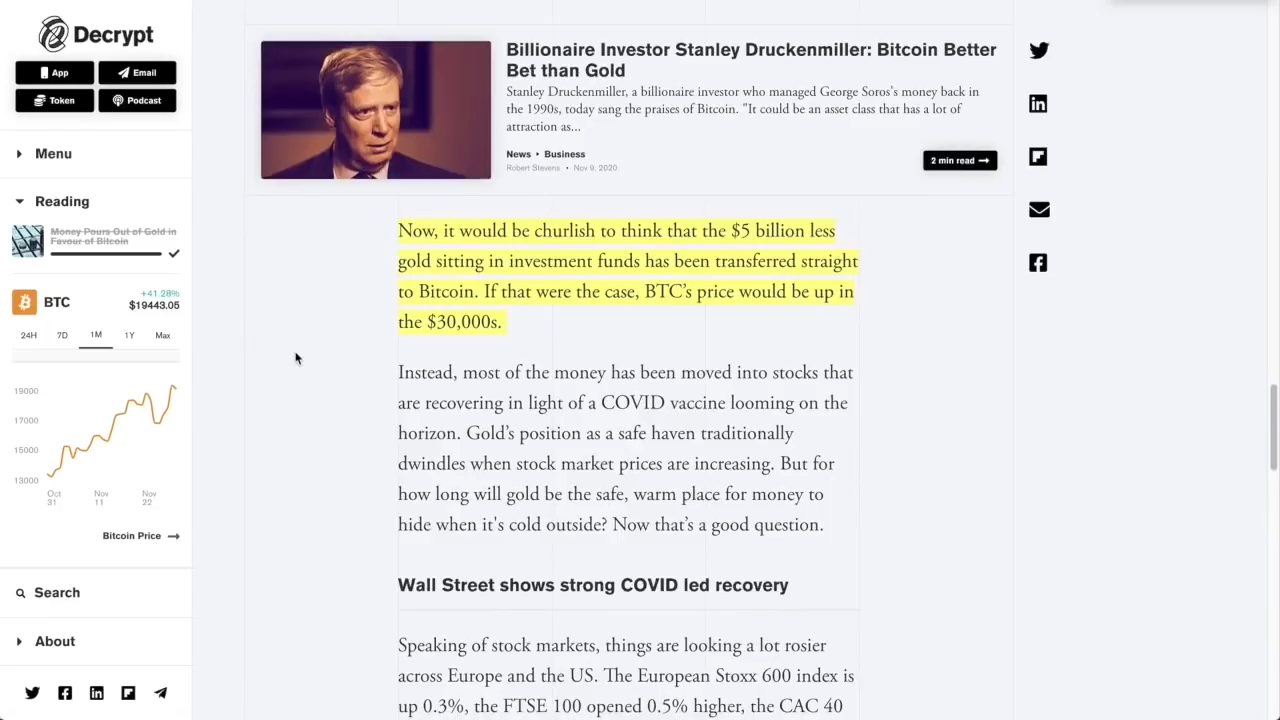 Decrypt
App
Email
Token
Podcast
Menu
Reading
Money Pours Out of Gold in
Favour of Bitcoin
BTC
+41.28%
$19443.05
24H 7D 1M 1Y Max
19000
17000
15000
13000
Oct
31
Nov
11
Nov
22
Bitcoin Price
Search
About
Billionaire Investor Stanley Druckenmiller: Bitcoin Better
Bet than Gold
Stanley Druckenmiller, a billionaire investor who managed George Soros's money back in
the 1990s, today sang the praises of Bitcoin. "It could be an asset class that has a lot of
attraction as...
News ‣ Business
Robert Stevens • Nov 9, 2020
2 min read
Now, it would be churlish to think that the $5 billion less
gold sitting in investment funds has been transferred straight
to Bitcoin. If that were the case, BTC’s price would be up in
the $30,000s.
Instead, most of the money has been moved into stocks that
are recovering in light of a COVID vaccine looming on the
horizon. Gold’s position as a safe haven traditionally
dwindles when stock market prices are increasing. But for
how long will gold be the safe, warm place for money to
hide when it's cold outside? Now that’s a good question.
Wall Street shows strong COVID led recovery
Speaking of stock markets, things are looking a lot rosier
across Europe and the US. The European Stoxx 600 index is
up 0.3%, the FTSE 100 opened 0.5% higher, the CAC 40